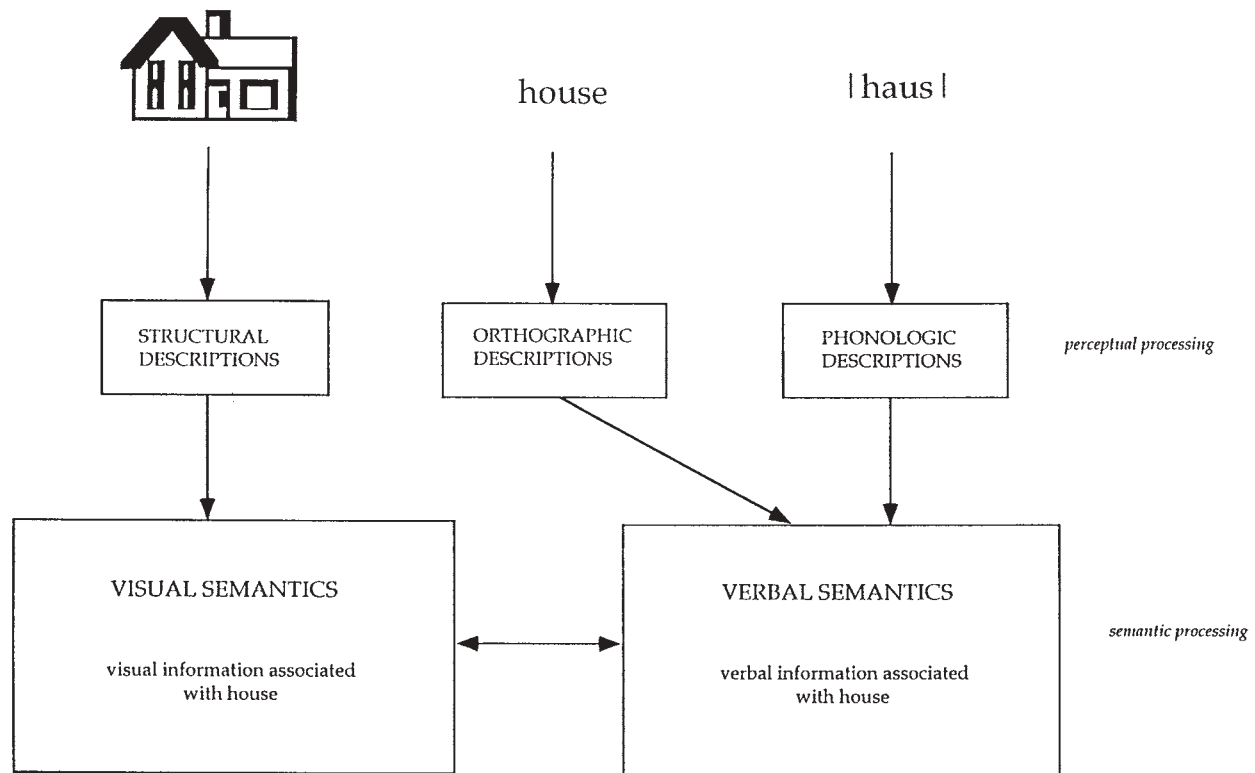 house
|haus|
STRUCTURAL
DESCRIPTIONS
ORTHOGRAPHIC
DESCRIPTIONS
PHONOLOGIC
DESCRIPTIONS
perceptual processing
VISUAL SEMANTICS
visual information associated
with house
VERBAL SEMANTICS
verbal information associated
with house
semantic processing